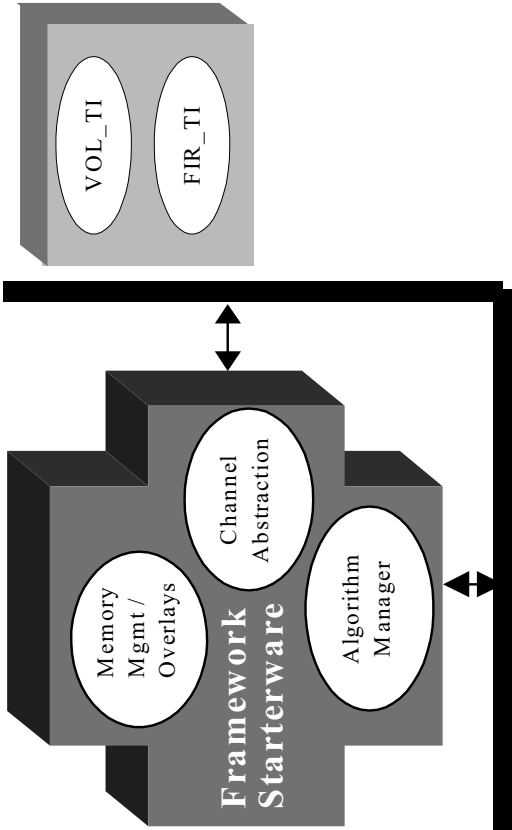 Memory
Mgmt /
Overlays
Framework
Starterware
Channel
Abstraction
Algorithm
Manager
VOL_TI
FIR_TI